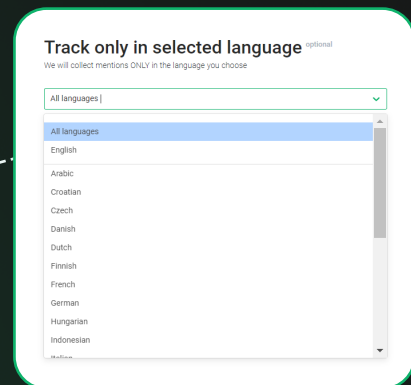 Track only in selected language optional
We will collect mentions ONLY in the language you choose
All languages
All languages
English
Arabic
Croatian
Czech
Danish
Dutch
Finnish
French
German
Hungarian
Indonesian